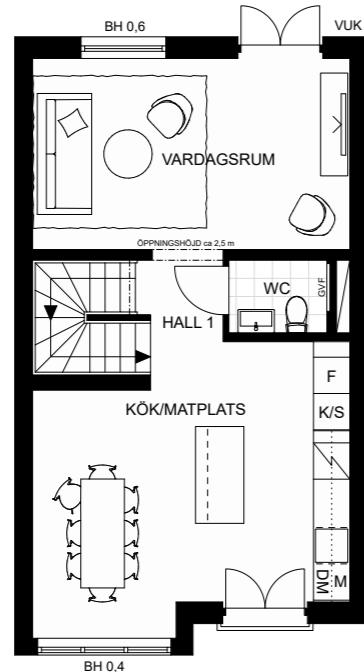 BH 0,6
VUK
VARDAGSRUM
ÖPPNINGSHÖJD ca 2,5 m
WC
GVF
HALL 1
F
KÖK/MATPLATS
K/S
DM
M
BH 0,4